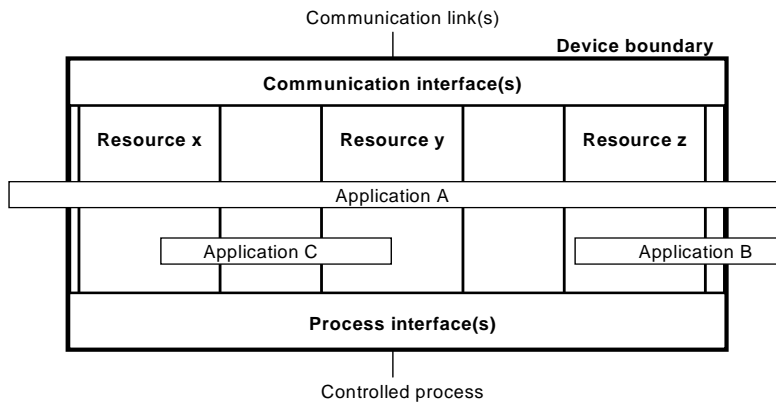 Communication link(s)
Device boundary
Communication interface(s)
Resource x
Resource y
Resource z
Application A
Application C
Application B
Process interface(s)
Controlled process